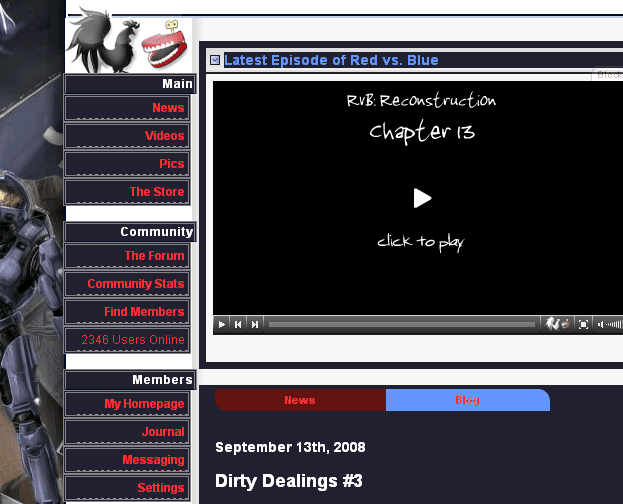 Main
News
Videos
Pics
The Store
Community
The Forum
Community Stats
Find Members
2346 Users Online
Members
My Homepage
Journal
Messaging
Settings
Latest Episode of Red vs. Blue
Block
RvB: Reconstruction
Chapter 13
click to play
News
Blog
September 13th, 2008
Dirty Dealings #3